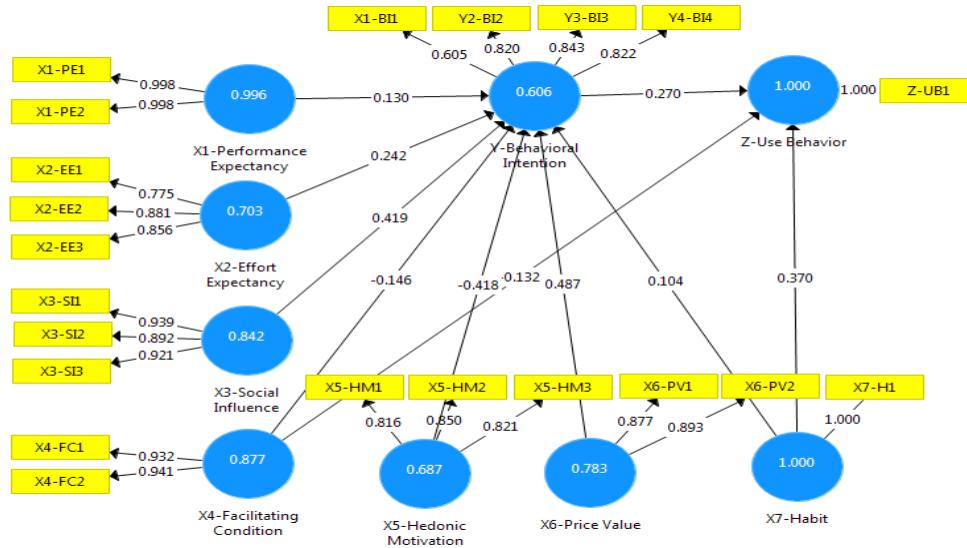 X1-BI1
Y2-BI2
Y3-BI3
Y4-BI4
0.605
0.820
0.843
0.822
X1-PE1
X1-PE2
0.998
0.998
0.996
X1-Performance
Expectancy
0.130
0.606
Y-Behavioral
Intention
0.270
1.000
Z-Use Behavior
1.000
Z-UB1
X2-EE1
X2-EE2
X2-EE3
0.775
0.881
0.856
0.703
X2-Effort
Expectancy
0.242
0.419
-0.146
-0.418
-0.132
0.487
0.104
0.370
X3-SI1
X3-SI2
X3-SI3
0.939
0.892
0.921
0.842
X3-Social
Influence
X5-HM1
X5-HM2
X5-HM3
X6-PV1
X6-PV2
X7-H1
0.816
0.850
0.821
0.877
0.893
1.000
X4-FC1
X4-FC2
0.932
0.941
0.877
X4-Facilitating
Condition
0.687
X5-Hedonic
Motivation
0.783
X6-Price Value
1.000
X7-Habit